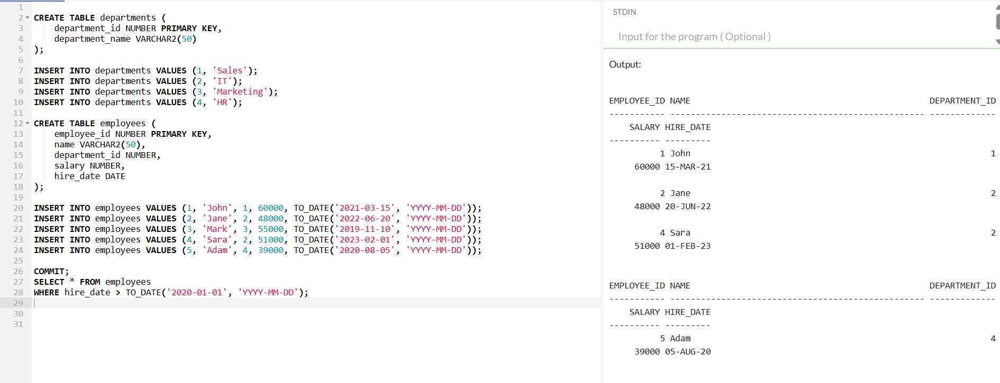 1
2 CREATE TABLE departments (
3 department_id NUMBER PRIMARY KEY,
4 department_name VARCHAR2(50)
5 );
6
7 INSERT INTO departments VALUES (1, 'Sales');
8 INSERT INTO departments VALUES (2, 'IT');
9 INSERT INTO departments VALUES (3, 'Marketing');
10 INSERT INTO departments VALUES (4, 'HR');
11
12 CREATE TABLE employees (
13 employee_id NUMBER PRIMARY KEY,
14 name VARCHAR2(50),
15 department_id NUMBER,
16 salary NUMBER,
17 hire_date DATE
18 );
19
20 INSERT INTO employees VALUES (1, 'John', 1, 60000, TO_DATE('2021-03-15', 'YYYY-MM-DD'));
21 INSERT INTO employees VALUES (2, 'Jane', 2, 48000, TO_DATE('2022-06-20', 'YYYY-MM-DD'));
22 INSERT INTO employees VALUES (3, 'Mark', 3, 55000, TO_DATE('2019-11-10', 'YYYY-MM-DD'));
23 INSERT INTO employees VALUES (4, 'Sara', 2, 51000, TO_DATE('2023-02-01', 'YYYY-MM-DD'));
24 INSERT INTO employees VALUES (5, 'Adam', 4, 39000, TO_DATE('2020-08-05', 'YYYY-MM-DD'));
25
26 COMMIT;
27 SELECT * FROM employees
28 WHERE hire_date > TO_DATE('2020-01-01', 'YYYY-MM-DD');
29
30
31
STDIN
Input for the program ( Optional )
Output:
EMPLOYEE_ID NAME DEPARTMENT_ID
----------- -------------------------------------------------- -------------
SALARY HIRE_DATE
---------- ---------
1 John 1
60000 15-MAR-21
2 Jane 2
48000 20-JUN-22
4 Sara 2
51000 01-FEB-23
EMPLOYEE_ID NAME DEPARTMENT_ID
----------- -------------------------------------------------- -------------
SALARY HIRE_DATE
---------- ---------
5 Adam 4
39000 05-AUG-20